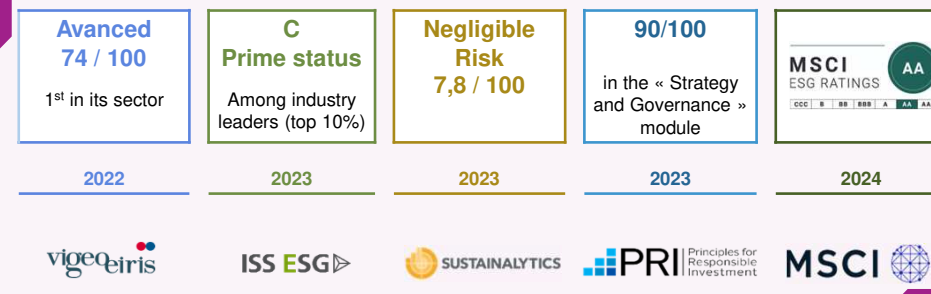 Avanced
74 / 100
1st in its sector
C
Prime status
Among industry
leaders (top 10%)
Negligible
Risk
7,8 / 100
90/100
in the « Strategy
and Governance »
module
MSCI
ESG RATINGS
AA
CCC B BB BBB A AA AA
2022
2023
2023
2023
2024
vigeoeiris
ISS ESG
SUSTAINALYTICS
PRI Principles for
Responsible
Investment
MSCI